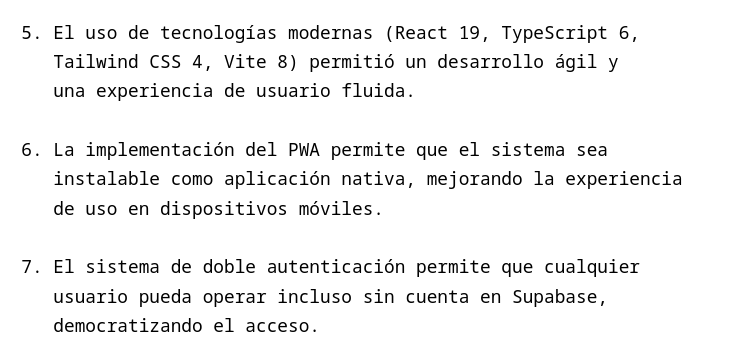 5. El uso de tecnologías modernas (React 19, TypeScript 6,
Tailwind CSS 4, Vite 8) permitió un desarrollo ágil y
una experiencia de usuario fluida.
6. La implementación del PWA permite que el sistema sea
instalable como aplicación nativa, mejorando la experiencia
de uso en dispositivos móviles.
7. El sistema de doble autenticación permite que cualquier
usuario pueda operar incluso sin cuenta en Supabase,
democratizando el acceso.